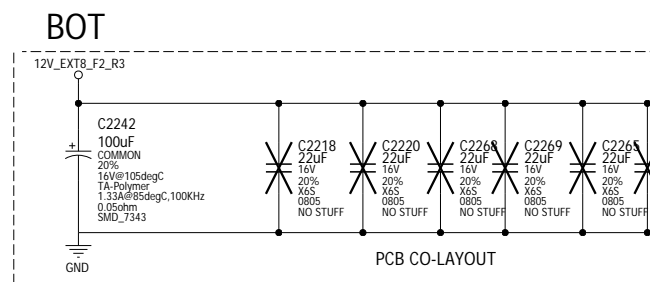 BOT
12V_EXT8_F2_R3
C2242
100uF
COMMON
20%
16V@105degC
TA-Polymer
1.33A@85degC,100KHz
0.05ohm
SMD_7343
+
GND
C2218
22uF
16V
20%
X6S
0805
NO STUFF
C2220
22uF
16V
20%
X6S
0805
NO STUFF
C2268
22uF
16V
20%
X6S
0805
NO STUFF
C2269
22uF
16V
20%
X6S
0805
NO STUFF
C2265
22uF
16V
20%
X6S
0805
NO STUFF
PCB CO-LAYOUT